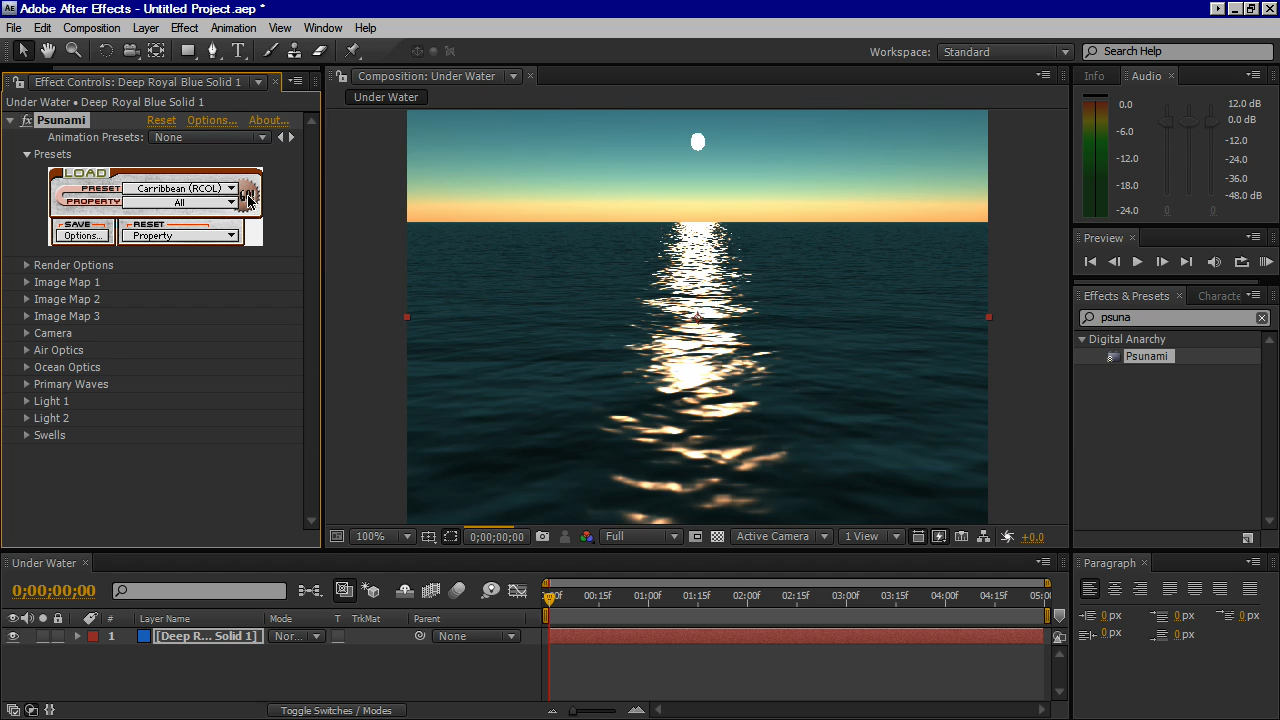 Adobe After Effects - Untitled Project.aep *
File Edit Composition Layer Effect Animation View Window Help
Workspace: Standard Search Help
Effect Controls: Deep Royal Blue Solid 1
Composition: Under Water
Info Audio
Under Water • Deep Royal Blue Solid 1
Under Water
Psunami Reset Options... About...
Animation Presets: None
Presets
LOAD
PRESET Carribbean (RCOL)
PROPERTY All
SAVE RESET
Options... Property
Render Options
Image Map 1
Image Map 2
Image Map 3
Camera
Air Optics
Ocean Optics
Primary Waves
Light 1
Light 2
Swells
0.0
-6.0
-12.0
-18.0
-24.0
12.0 dB
0.0 dB
-12.0
-24.0
-36.0
-48.0 dB
0 0
Preview
Effects & Presets Characte
psuna
Digital Anarchy
Psunami
100% 0;00;00;00 Full Active Camera 1 View +0.0
Under Water
0;00;00;00
# Layer Name Mode T TrkMat Parent
1 [Deep R... Solid 1] Nor... None
00f 00:15f 01:00f 01:15f 02:00f 02:15f 03:00f 03:15f 04:00f 04:15f 05:0
Toggle Switches / Modes
Paragraph
0 px 0 px 0 px
0 px 0 px